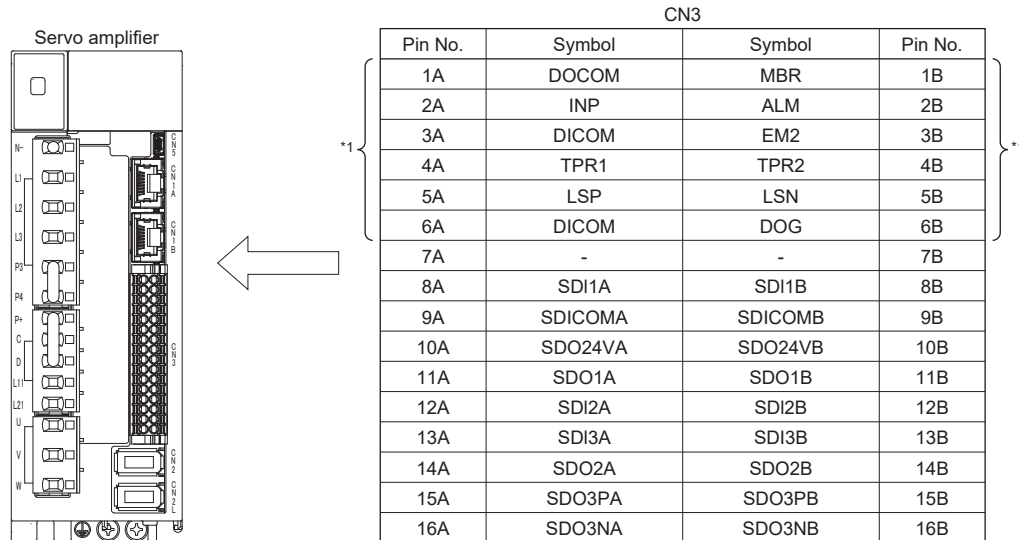 CN3
Servo amplifier
Pin No. Symbol Symbol Pin No.
1A DOCOM MBR 1B
2A INP ALM 2B
3A DICOM EM2 3B
*1
4A TPR1 TPR2 4B
5A LSP LSN 5B
6A DICOM DOG 6B
7A - - 7B
8A SDI1A SDI1B 8B
9A SDICOMA SDICOMB 9B
10A SDO24VA SDO24VB 10B
11A SDO1A SDO1B 11B
12A SDI2A SDI2B 12B
13A SDI3A SDI3B 13B
14A SDO2A SDO2B 14B
15A SDO3PA SDO3PB 15B
16A SDO3NA SDO3NB 16B
N-
L1
L2
L3
P3
P4
P+
C
D
L11
L21
U
V
W
CN5
CN1A
CN1B
CN3
CN2
CN2L